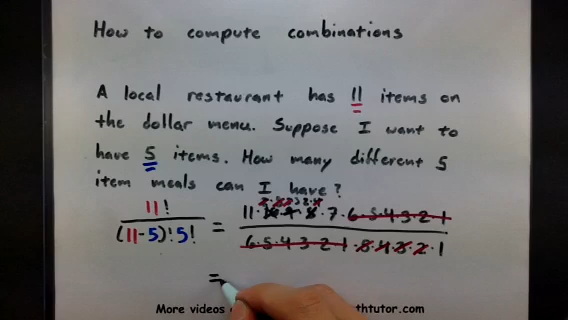 How to compute combinations
A local restaurant has 11 items on
the dollar menu. Suppose I want to
have 5 items. How many different 5
item meals can I have?
11! / (11-5)!5! = 11·10·9·8·7·6·5·4·3·2·1 / 6·5·4·3·2·1·5·4·3·2·1
=
More videos mathtutor.com